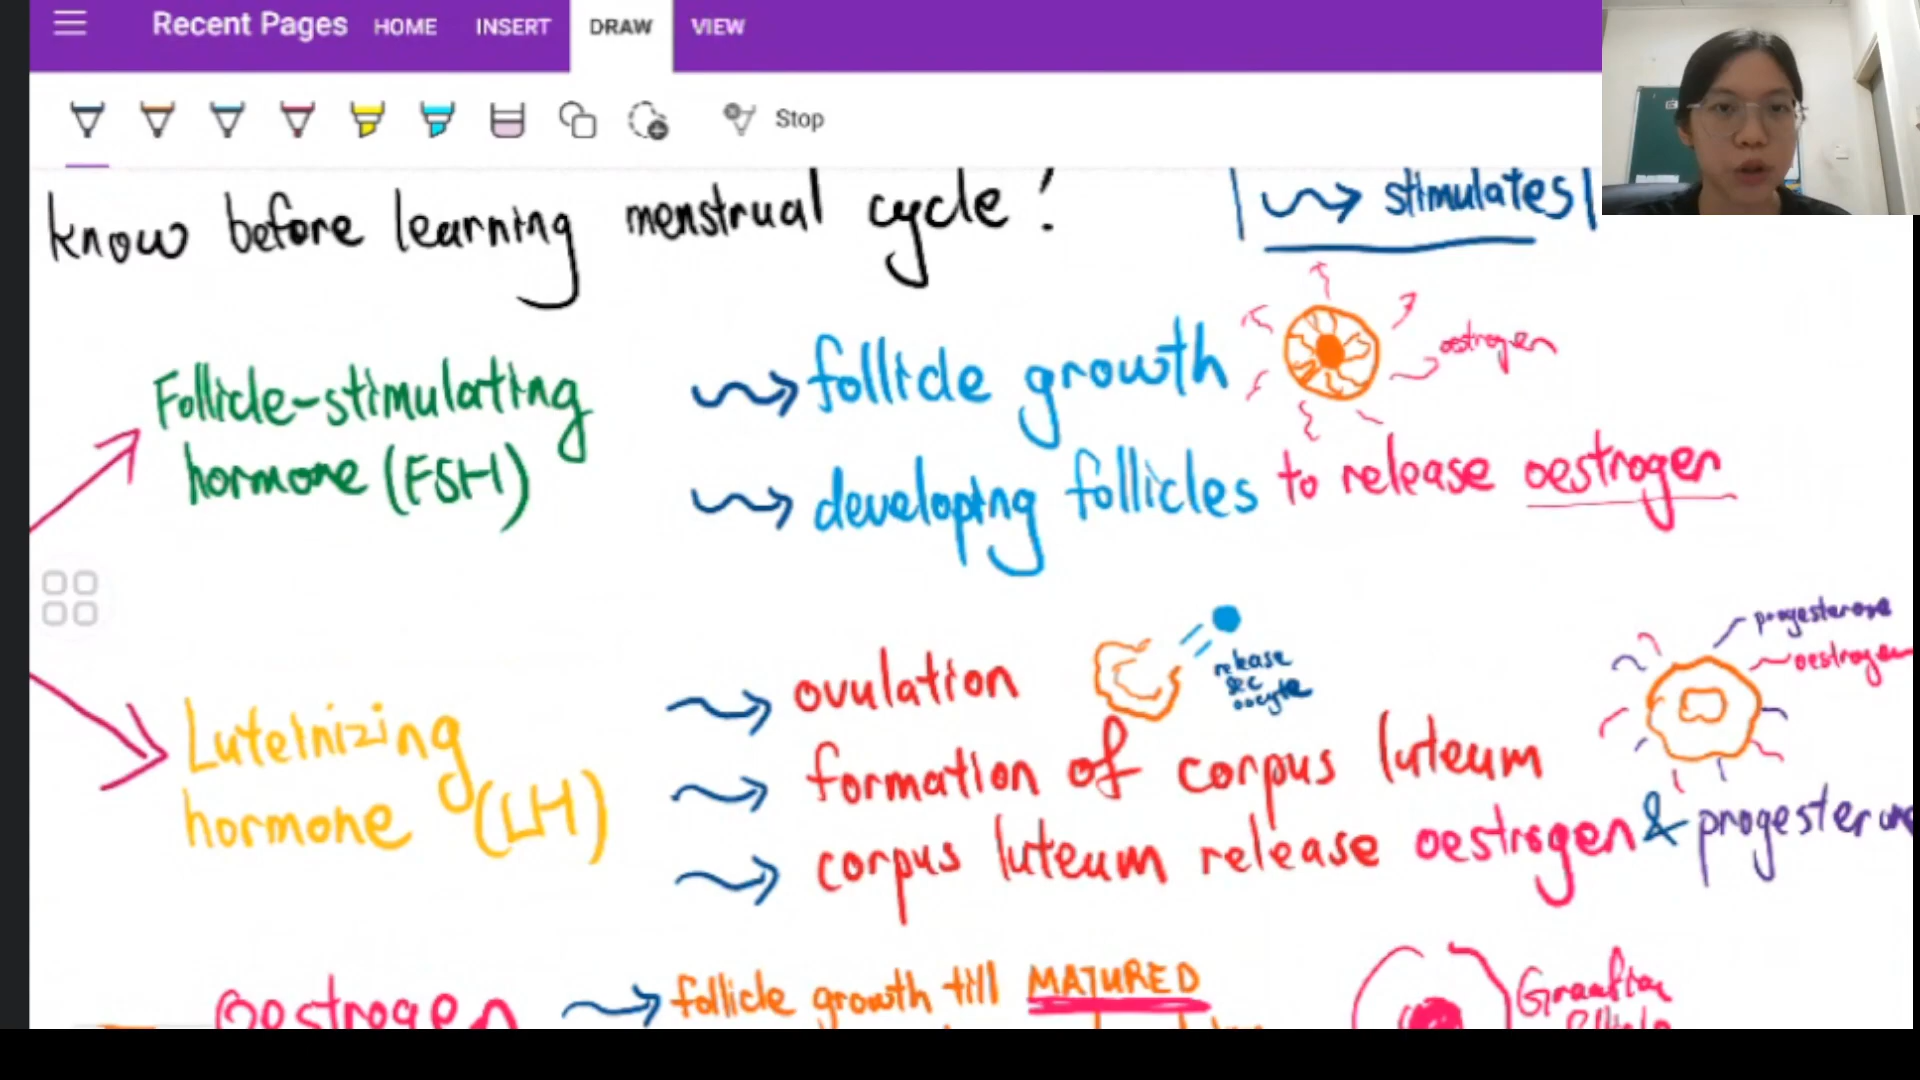 Recent Pages HOME INSERT DRAW VIEW
Stop
know before learning menstrual cycle!
stimulates
Follicle-stimulating
hormone (FSH)
follicle growth
oestrogen
developing follicles to release oestrogen
Luteinizing
hormone (LH)
ovulation
release
sec
oocyte
progesterone
oestrogen
formation of corpus luteum
corpus luteum release oestrogen & progesterone
Oestrogen
follicle growth till MATURED
Graafian